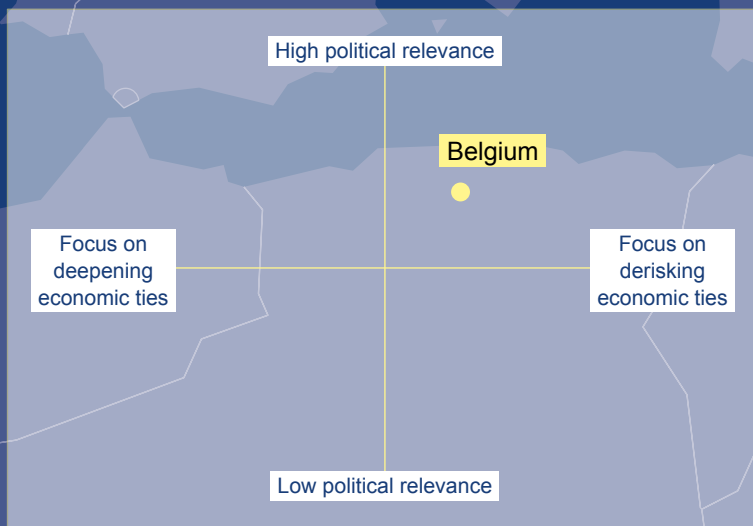 High political relevance
Belgium
Focus on
deepening
economic ties
Focus on
derisking
economic ties
Low political relevance